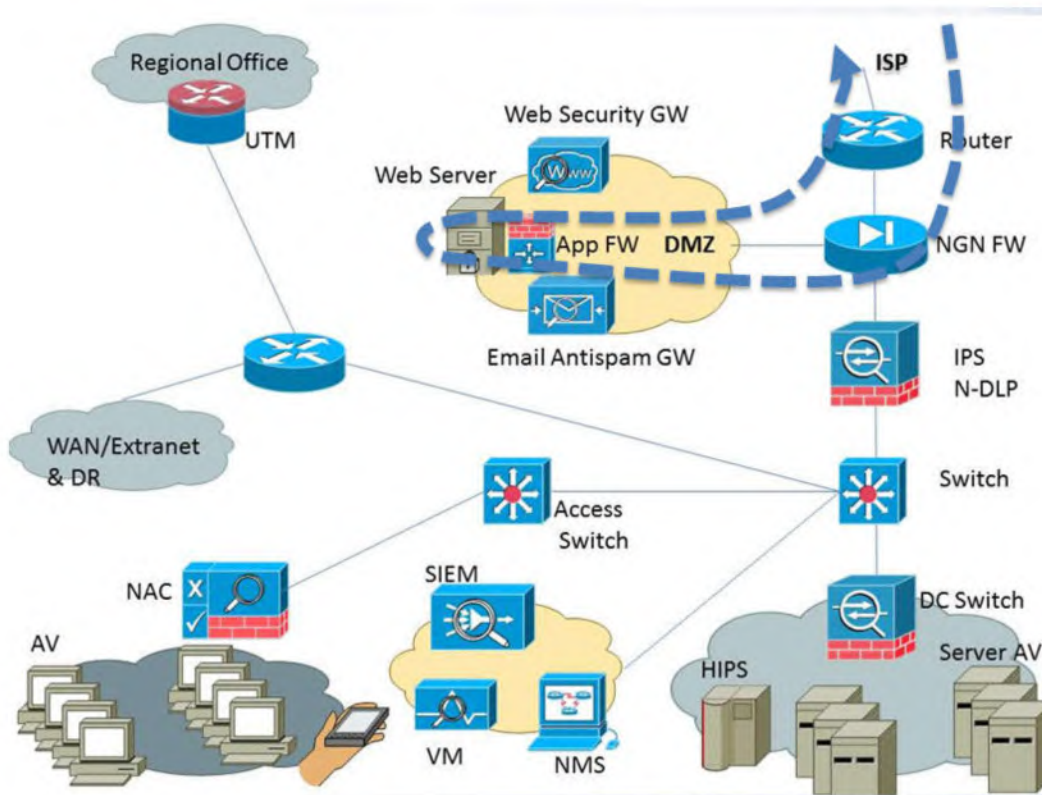 Regional Office
UTM
ISP
Web Security GW
Router
Web Server
WWW
App FW
DMZ
NGN FW
Email Antispam GW
IPS
N-DLP
WAN/Extranet
& DR
Switch
Access
Switch
NAC
X
SIEM
DC Switch
AV
HIPS
Server AV
VM
NMS